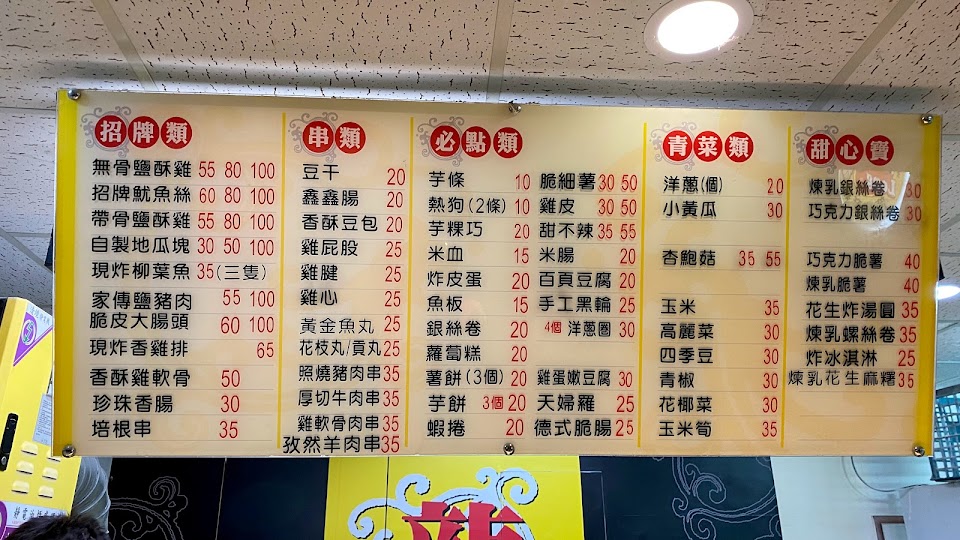 招牌類
無骨鹽酥雞 55 80 100
招牌魷魚絲 60 80 100
帶骨鹽酥雞 55 80 100
自製地瓜塊 30 50 100
現炸柳葉魚 35(三隻)
家傳鹽豬肉 55 100
脆皮大腸頭 60 100
現炸香雞排 65
香酥雞軟骨 50
珍珠香腸 30
培根串 35
串類
豆干 20
鑫鑫腸 20
香酥豆包 20
雞屁股 25
雞腱 25
雞心 25
黃金魚丸 25
花枝丸/貢丸 25
照燒豬肉串 35
厚切牛肉串 35
雞軟骨肉串 35
孜然羊肉串 35
必點類
芋條 10
熱狗(2條) 10
芋粿巧 20
米血 15
炸皮蛋 20
魚板 15
銀絲卷 20
蘿蔔糕 20
薯餅(3個) 20
芋餅 3個 20
蝦捲 20
脆細薯 30 50
雞皮 30 50
甜不辣 35 55
米腸 20
百頁豆腐 20
手工黑輪 25
4個 洋蔥圈 30
雞蛋嫩豆腐 30
天婦羅 25
德式脆腸 25
青菜類
洋蔥(個) 20
小黃瓜 30
杏鮑菇 35 55
玉米 35
高麗菜 30
四季豆 30
青椒 30
花椰菜 30
玉米筍 35
甜心寶
煉乳銀絲卷 30
巧克力銀絲卷 30
巧克力脆薯 40
煉乳脆薯 40
花生炸湯圓 35
煉乳螺絲卷 35
炸冰淇淋 25
煉乳花生麻糬 35